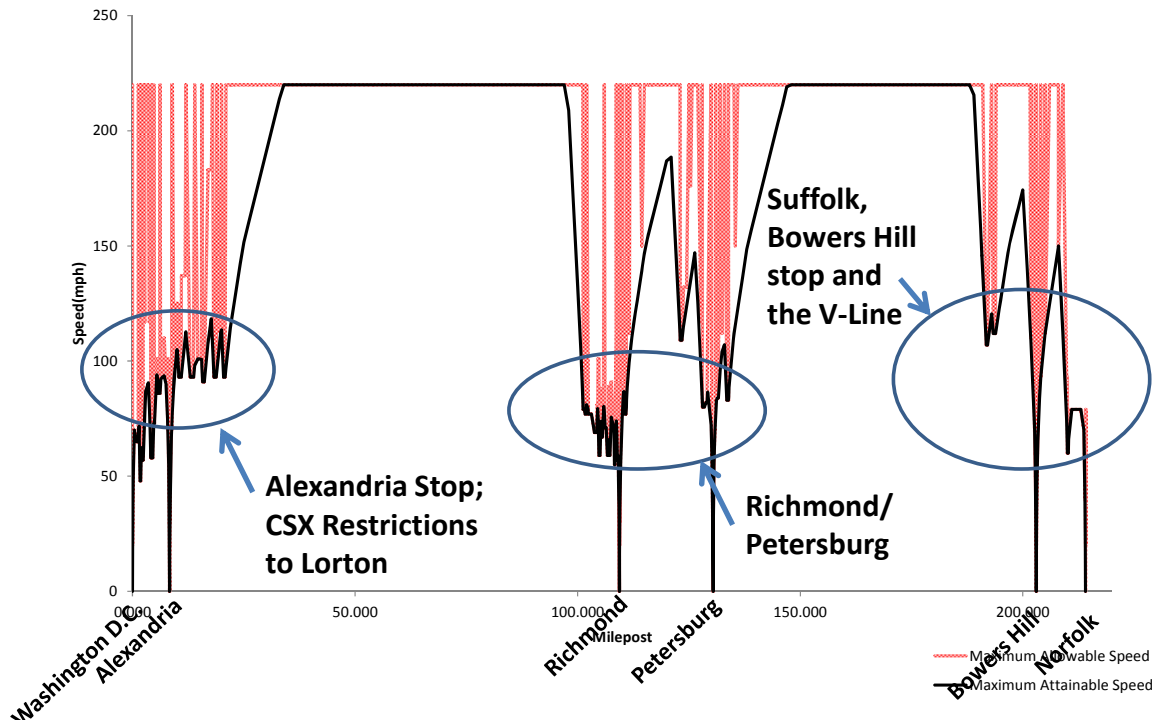 250
200
150
100
50
0
Speed(mph)
Suffolk,
Bowers Hill
stop and
the V-Line
Alexandria Stop;
CSX Restrictions
to Lorton
Richmond/
Petersburg
0.000
50.000
100.000
150.000
200.000
Milepost
Washington D.C.
Alexandria
Richmond
Petersburg
Bowers Hill
Norfolk
Maximum Allowable Speed
Maximum Attainable Speed